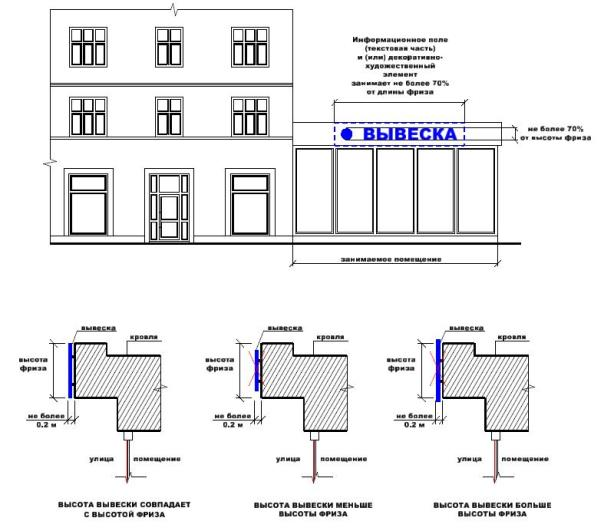 Информационное поле
(текстовая часть)
и (или) декоративно-
художественный
элемент
занимает не более 70%
от длины фриза
ВЫВЕСКА
не более 70%
от высоты фриза
занимаемое помещение
вывеска
кровля
высота
фриза
не более
0.2 м
улица
помещение
ВЫСОТА ВЫВЕСКИ СОВПАДАЕТ
С ВЫСОТОЙ ФРИЗА
вывеска
кровля
высота
фриза
не более
0.2 м
улица
помещение
ВЫСОТА ВЫВЕСКИ МЕНЬШЕ
ВЫСОТЫ ФРИЗА
вывеска
кровля
высота
фриза
не более
0.2 м
улица
помещение
ВЫСОТА ВЫВЕСКИ БОЛЬШЕ
ВЫСОТЫ ФРИЗА